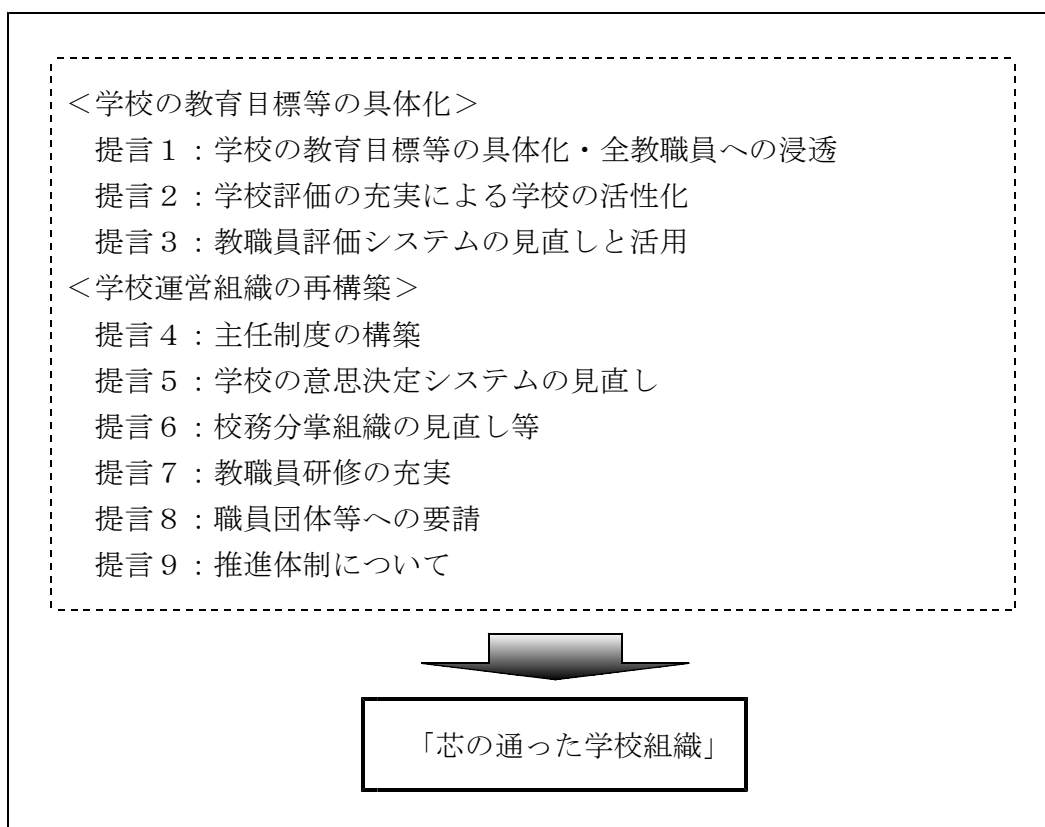 ＜学校の教育目標等の具体化＞
提言１：学校の教育目標等の具体化・全教職員への浸透
提言２：学校評価の充実による学校の活性化
提言３：教職員評価システムの見直しと活用
＜学校運営組織の再構築＞
提言４：主任制度の構築
提言５：学校の意思決定システムの見直し
提言６：校務分掌組織の見直し等
提言７：教職員研修の充実
提言８：職員団体等への要請
提言９：推進体制について
「芯の通った学校組織」